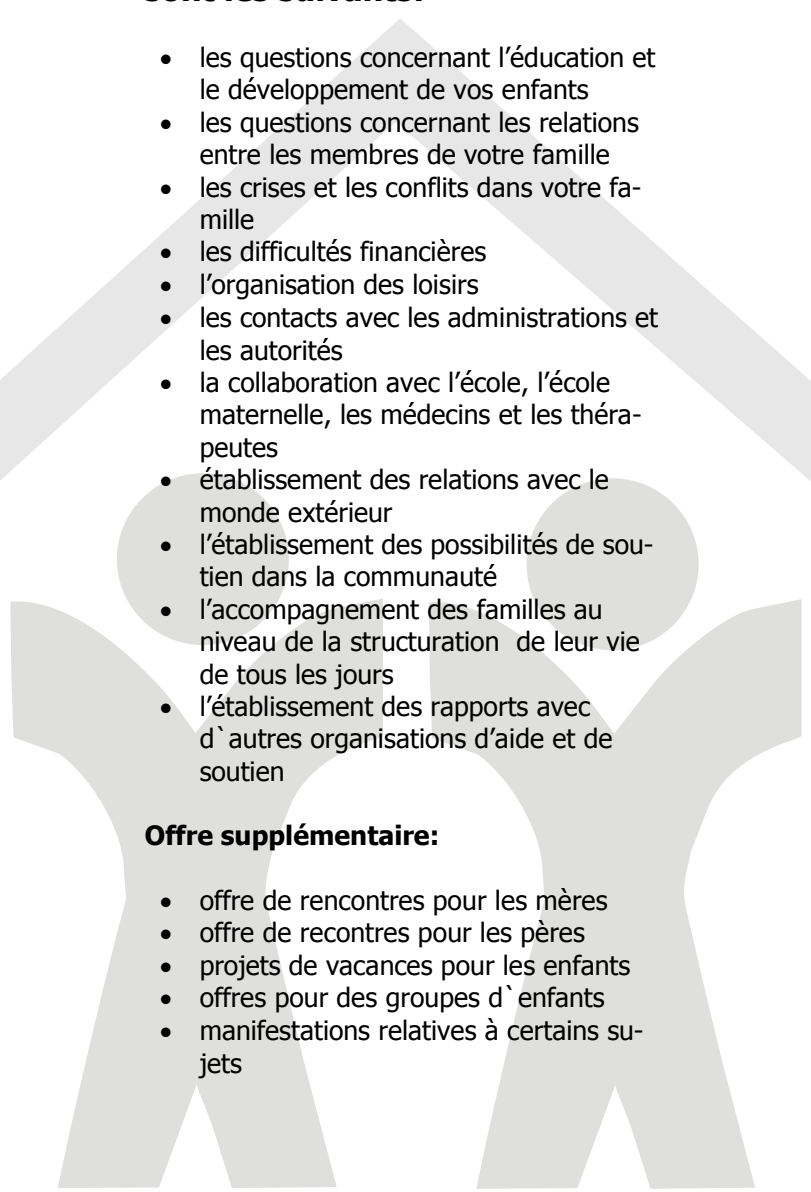 sont les suivants:
• les questions concernant l’éducation et
le développement de vos enfants
• les questions concernant les relations
entre les membres de votre famille
• les crises et les conflits dans votre fa-
mille
• les difficultés financières
• l’organisation des loisirs
• les contacts avec les administrations et
les autorités
• la collaboration avec l’école, l’école
maternelle, les médecins et les théra-
peutes
• établissement des relations avec le
monde extérieur
• l’établissement des possibilités de sou-
tien dans la communauté
• l’accompagnement des familles au
niveau de la structuration  de leur vie
de tous les jours
• l’établissement des rapports avec
d`autres organisations d’aide et de
soutien
Offre supplémentaire:
• offre de rencontres pour les mères
• offre de recontres pour les pères
• projets de vacances pour les enfants
• offres pour des groupes d`enfants
• manifestations relatives à certains su-
jets